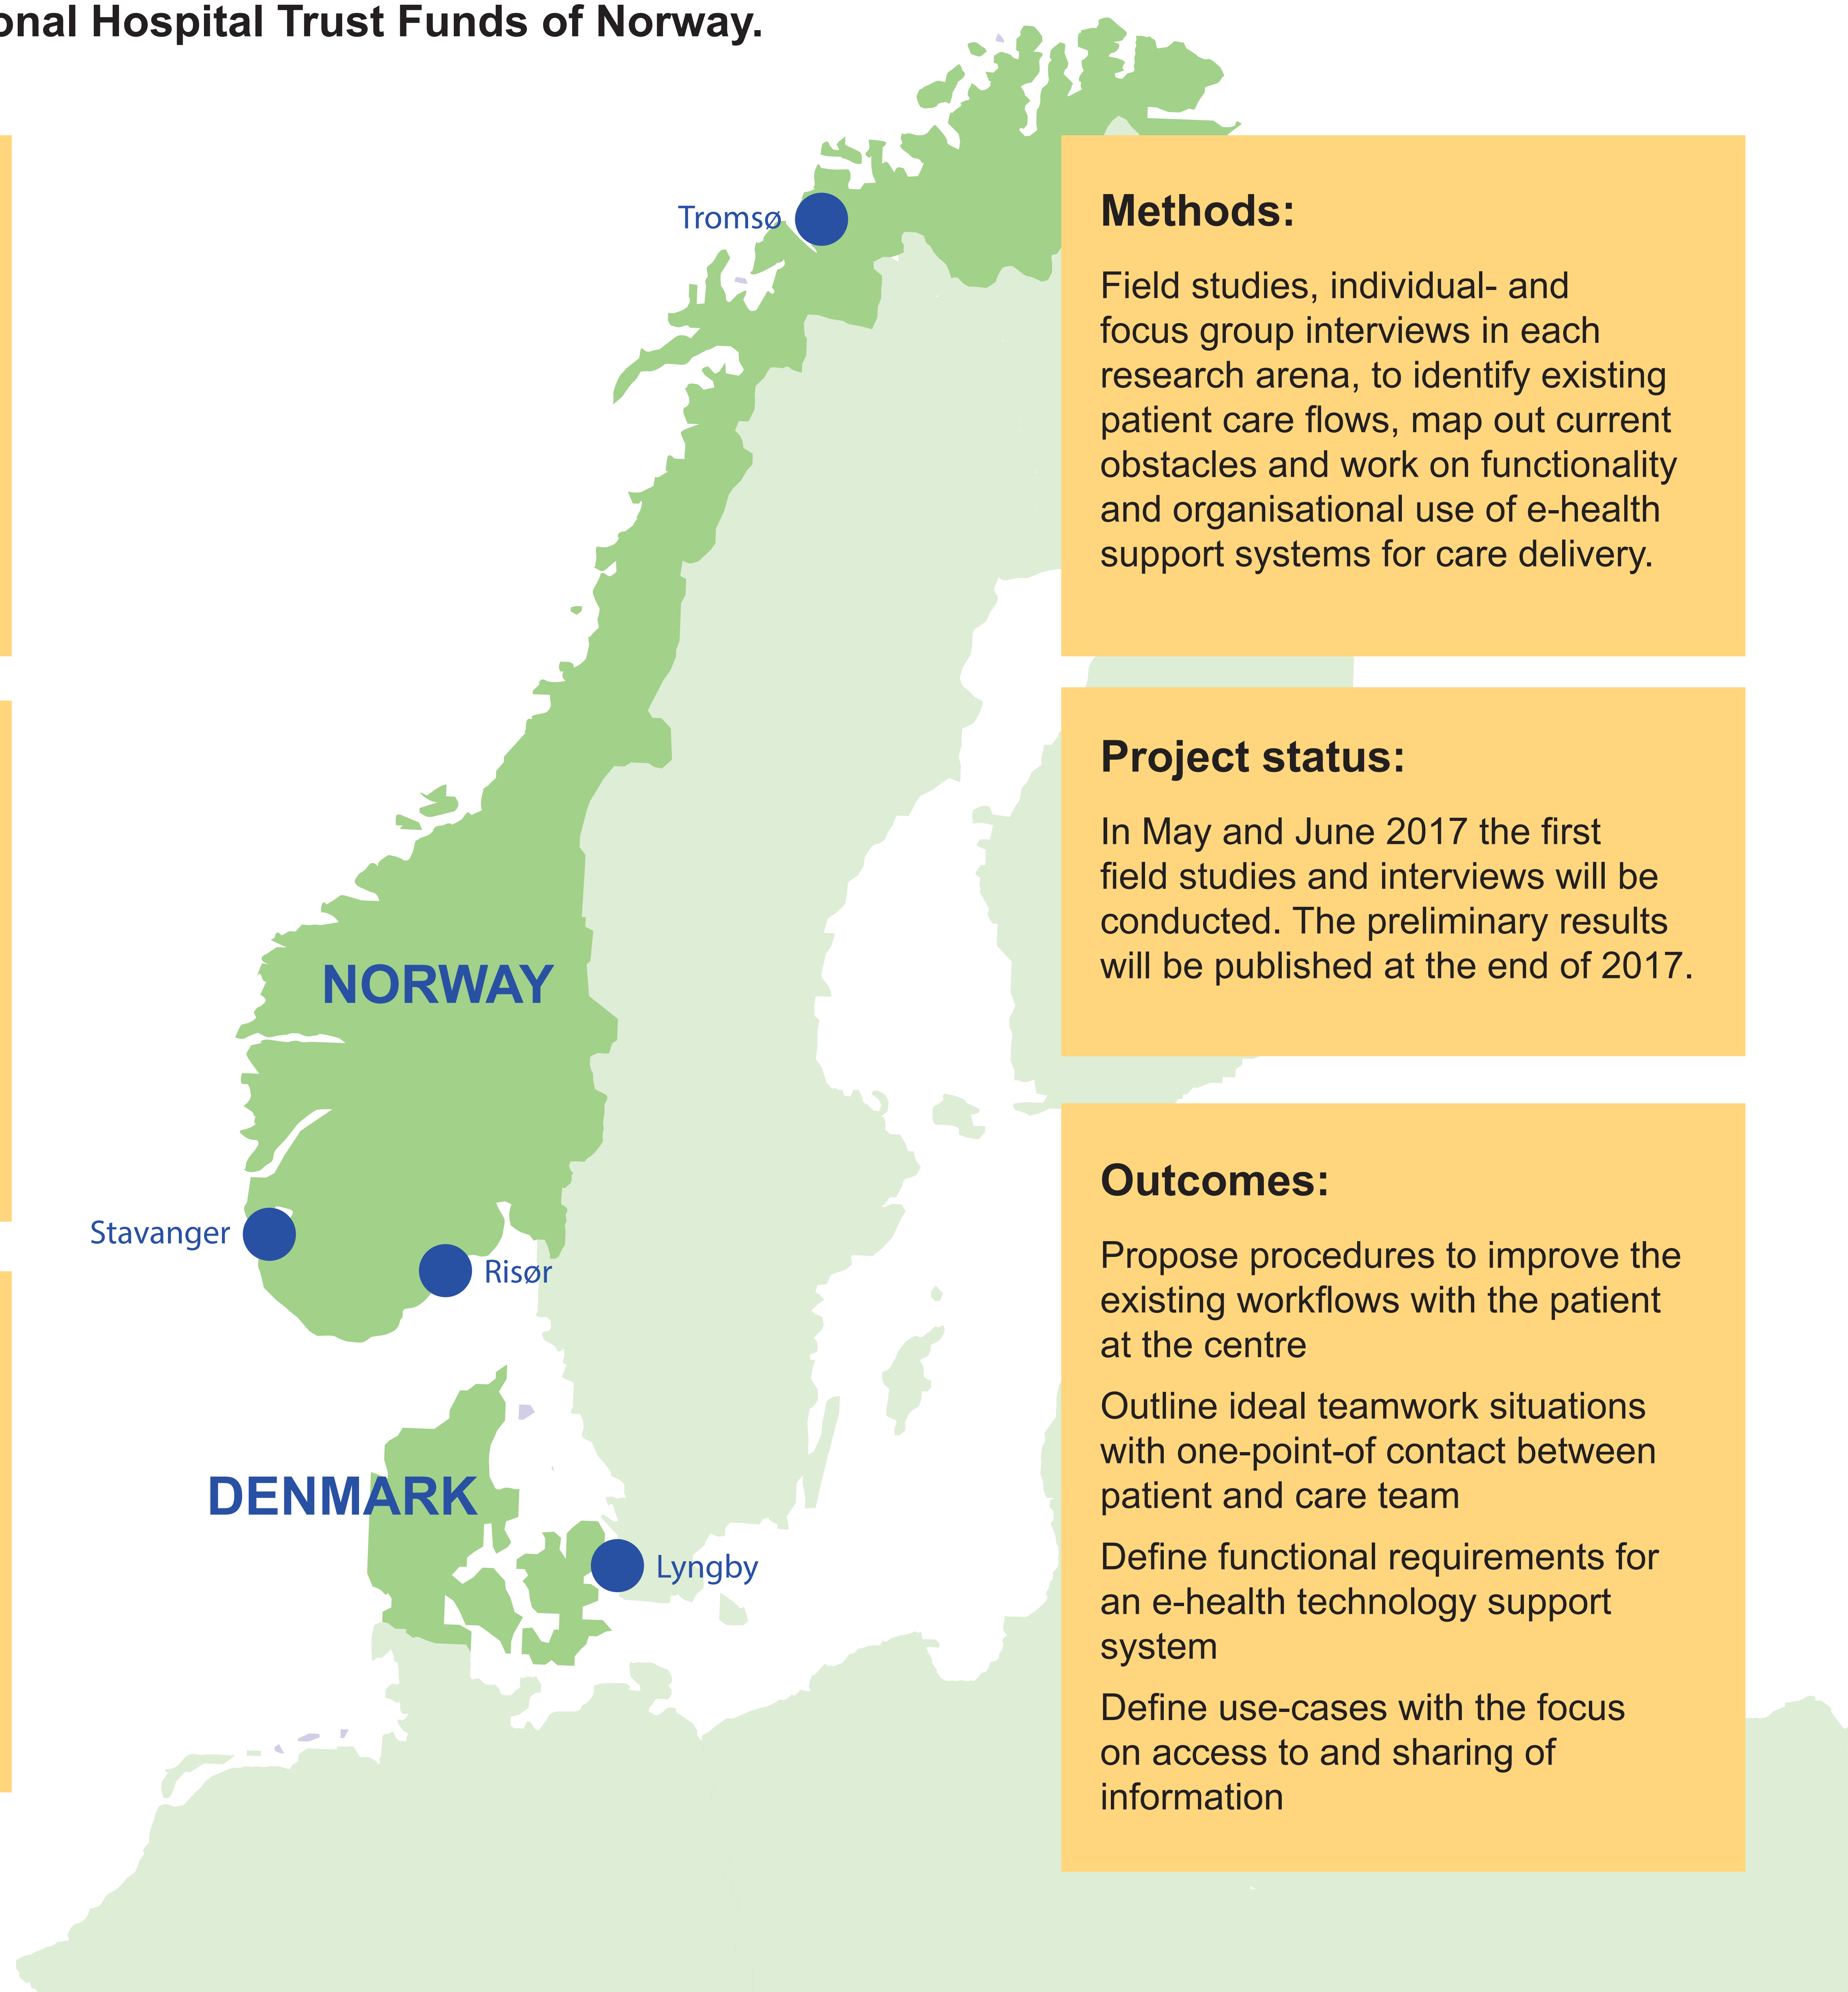 Hospital Trust Funds of Norway.
Tromsø
NORWAY
Stavanger
Risør
DENMARK
Lyngby
Methods:
Field studies, individual- and
focus group interviews in each
research arena, to identify existing
patient care flows, map out current
obstacles and work on functionality
and organisational use of e-health
support systems for care delivery.
Project status:
In May and June 2017 the first
field studies and interviews will be
conducted. The preliminary results
will be published at the end of 2017.
Outcomes:
Propose procedures to improve the
existing workflows with the patient
at the centre
Outline ideal teamwork situations
with one-point-of contact between
patient and care team
Define functional requirements for
an e-health technology support
system
Define use-cases with the focus
on access to and sharing of
information